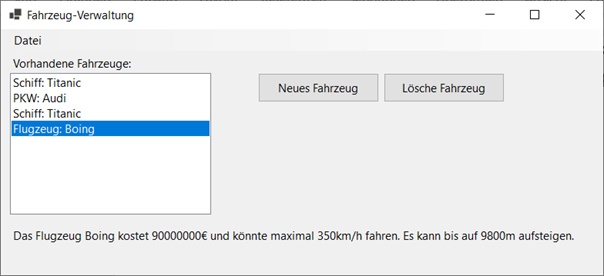 Fahrzeug-Verwaltung
Datei
Vorhandene Fahrzeuge:
Schiff: Titanic
PKW: Audi
Schiff: Titanic
Flugzeug: Boing
Neues Fahrzeug
Lösche Fahrzeug
Das Flugzeug Boing kostet 90000000€ und könnte maximal 350km/h fahren. Es kann bis auf 9800m aufsteigen.